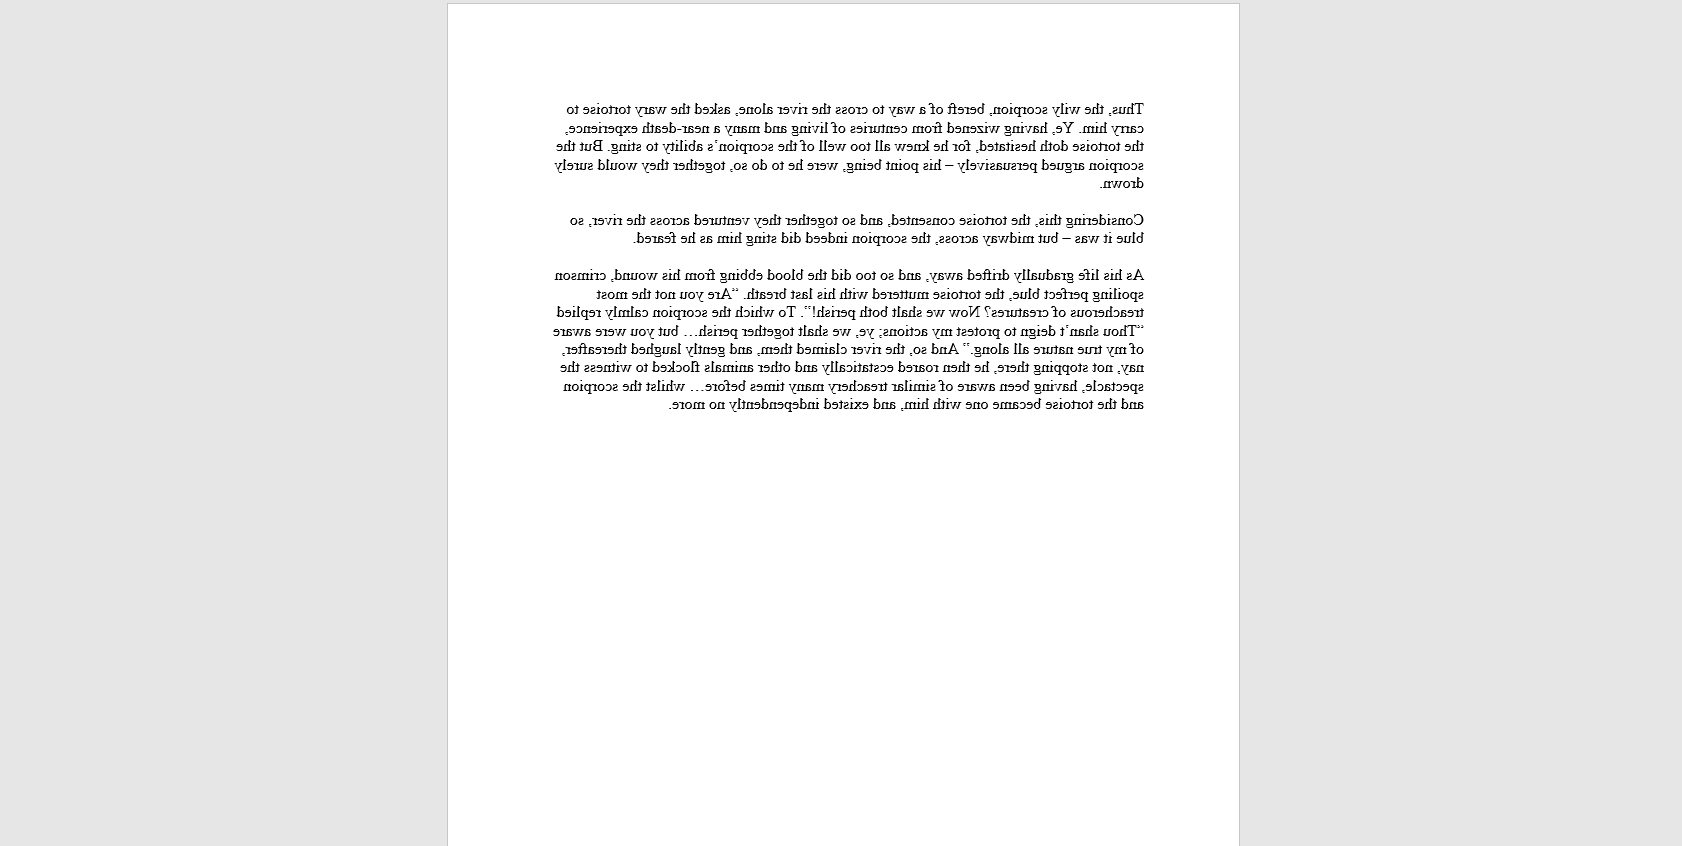 Thus, the wily scorpion, bereft of a way to cross the river alone, asked the wary tortoise to
carry him. Ye, having wizened from centuries of living and many a near-death experience,
the tortoise doth hesitated, for he knew all too well of the scorpion’s ability to sting. But the
scorpion argued persuasively – his point being, were he to do so, together they would surely
drown.
Considering this, the tortoise consented, and so together they ventured across the river, so
blue it was – but midway across, the scorpion indeed did sting him as he feared.
As his life gradually drifted away, and so too did the blood ebbing from his wound, crimson
spoiling perfect blue, the tortoise muttered with his last breath. “Are you not the most
treacherous of creatures? Now we shalt both perish!”. To which the scorpion calmly replied
“Thou shan’t deign to protest my actions; ye, we shalt together perish… but you were aware
of my true nature all along.” And so, the river claimed them, and gently laughed thereafter,
nay, not stopping there, he then roared ecstatically and other animals flocked to witness the
spectacle, having been aware of similar treachery many times before… whilst the scorpion
and the tortoise became one with him, and existed independently no more.